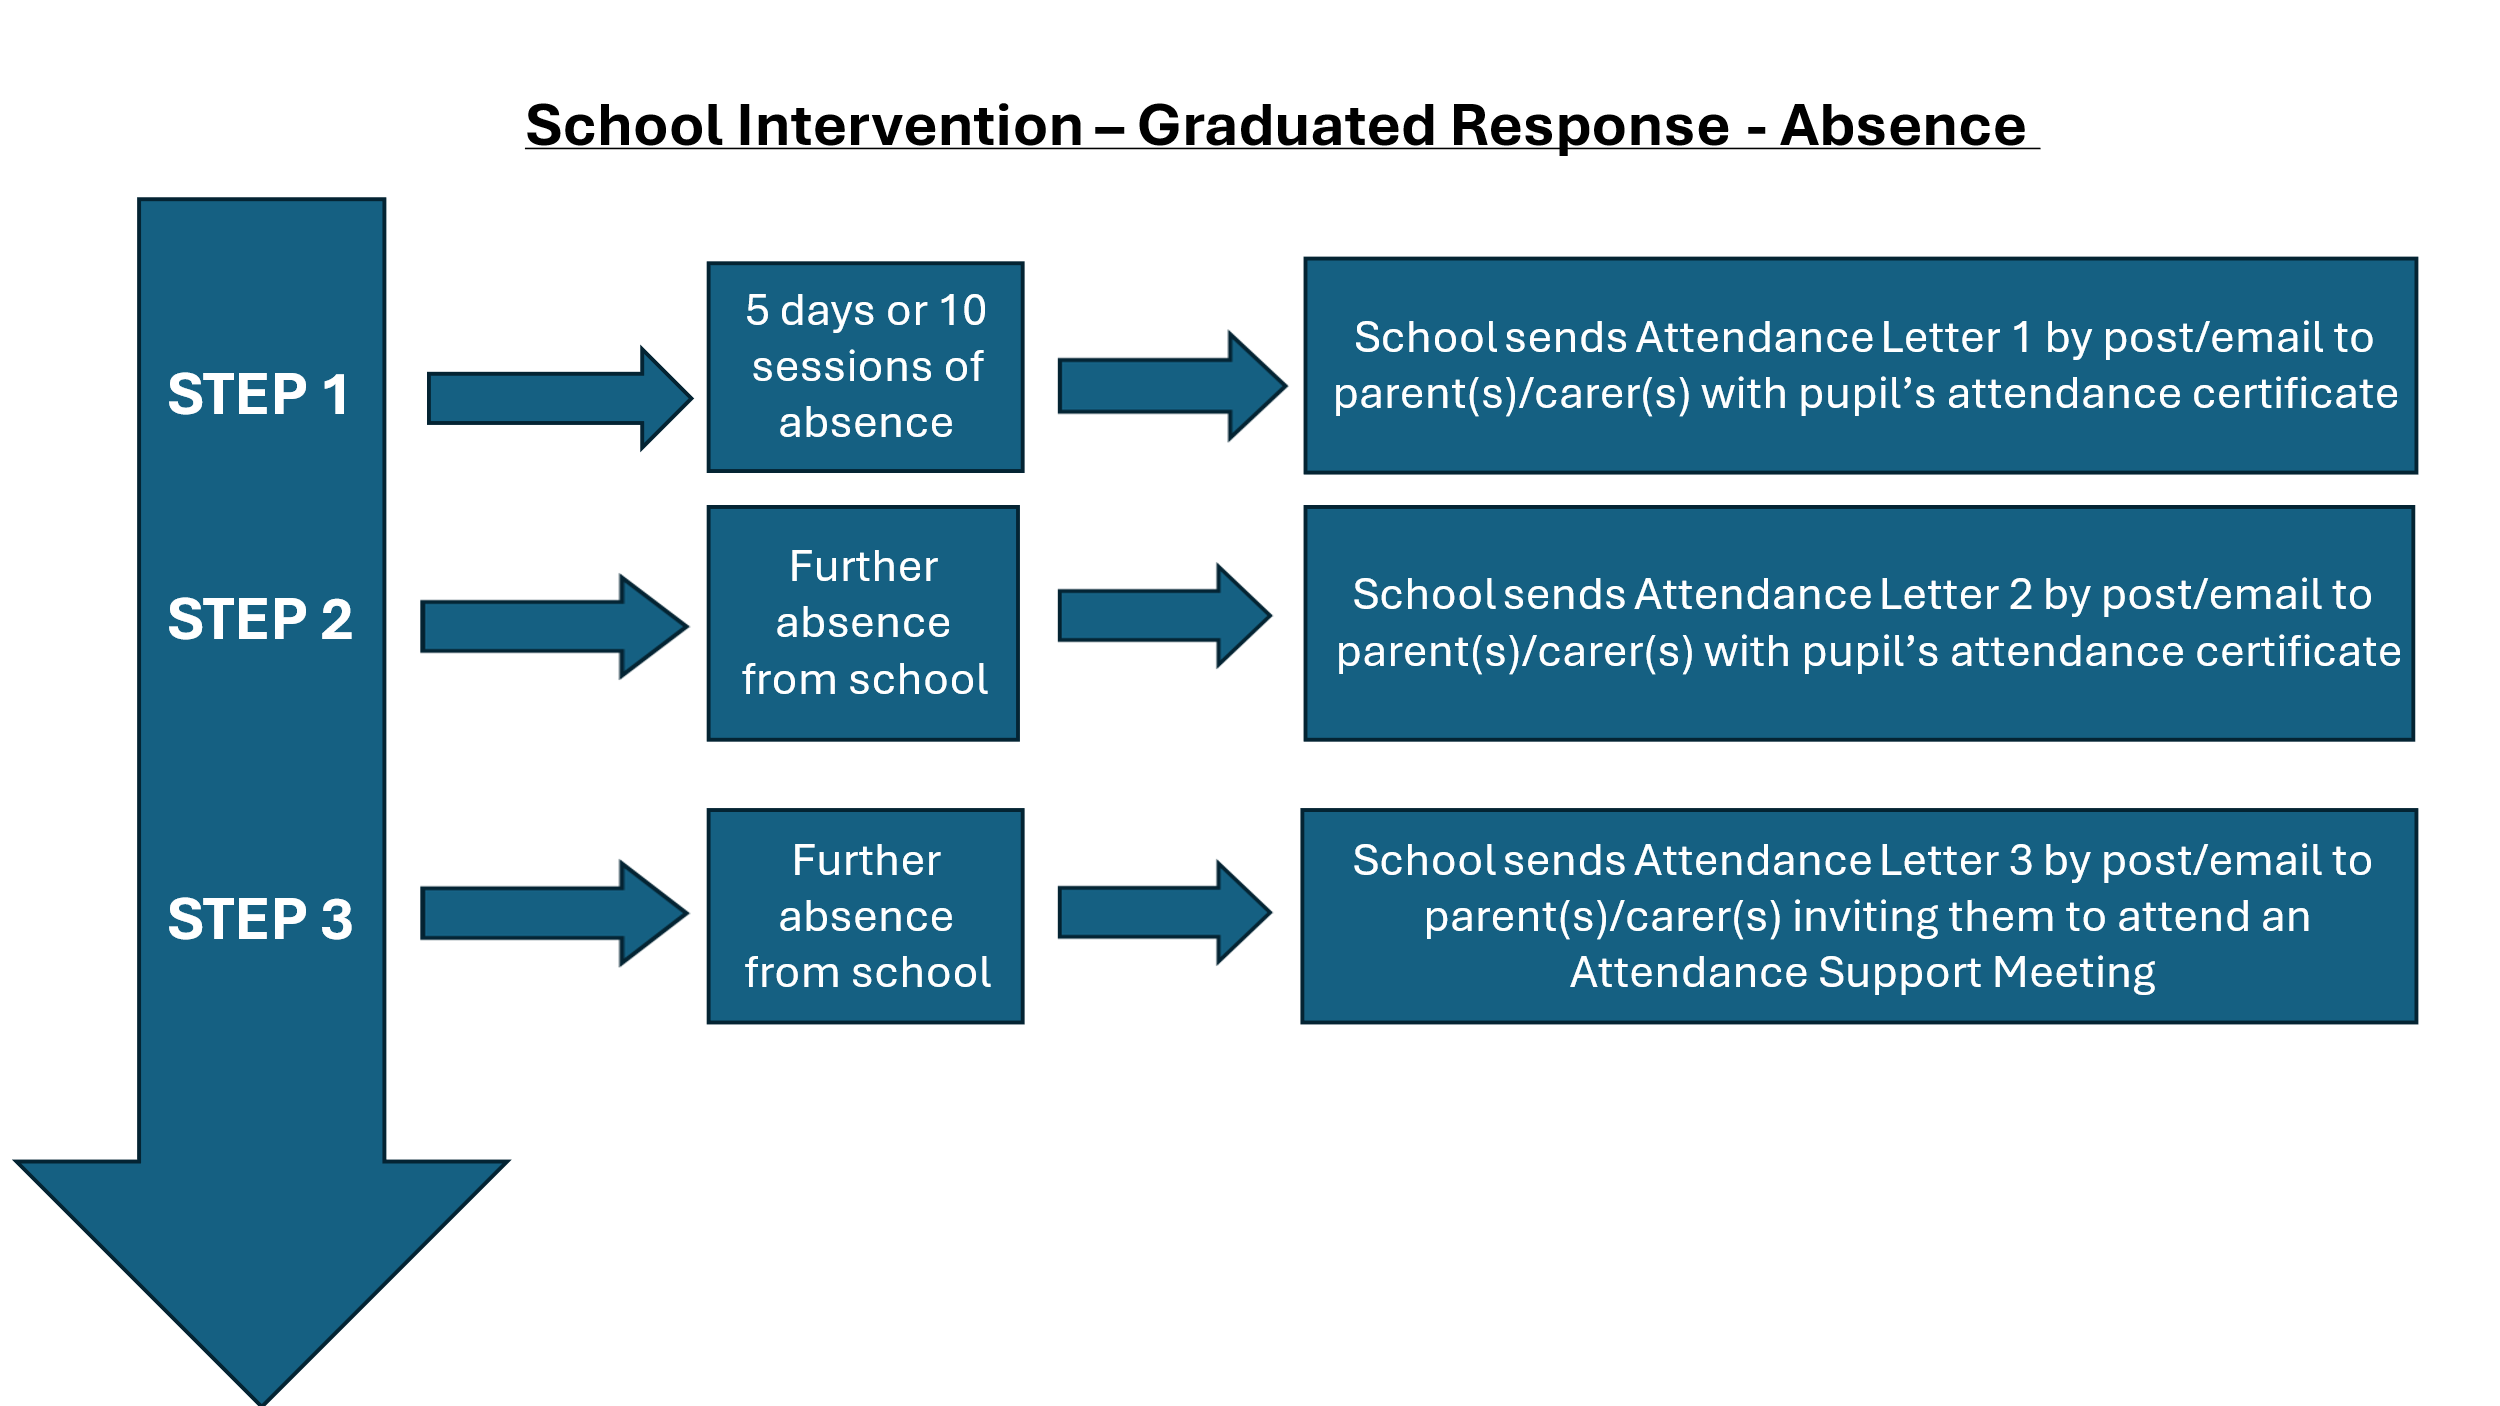 School Intervention – Graduated Response - Absence
STEP 1
5 days or 10
sessions of
absence
School sends Attendance Letter 1 by post/email to
parent(s)/carer(s) with pupil’s attendance certificate
STEP 2
Further
absence
from school
School sends Attendance Letter 2 by post/email to
parent(s)/carer(s) with pupil’s attendance certificate
STEP 3
Further
absence
from school
School sends Attendance Letter 3 by post/email to
parent(s)/carer(s) inviting them to attend an
Attendance Support Meeting